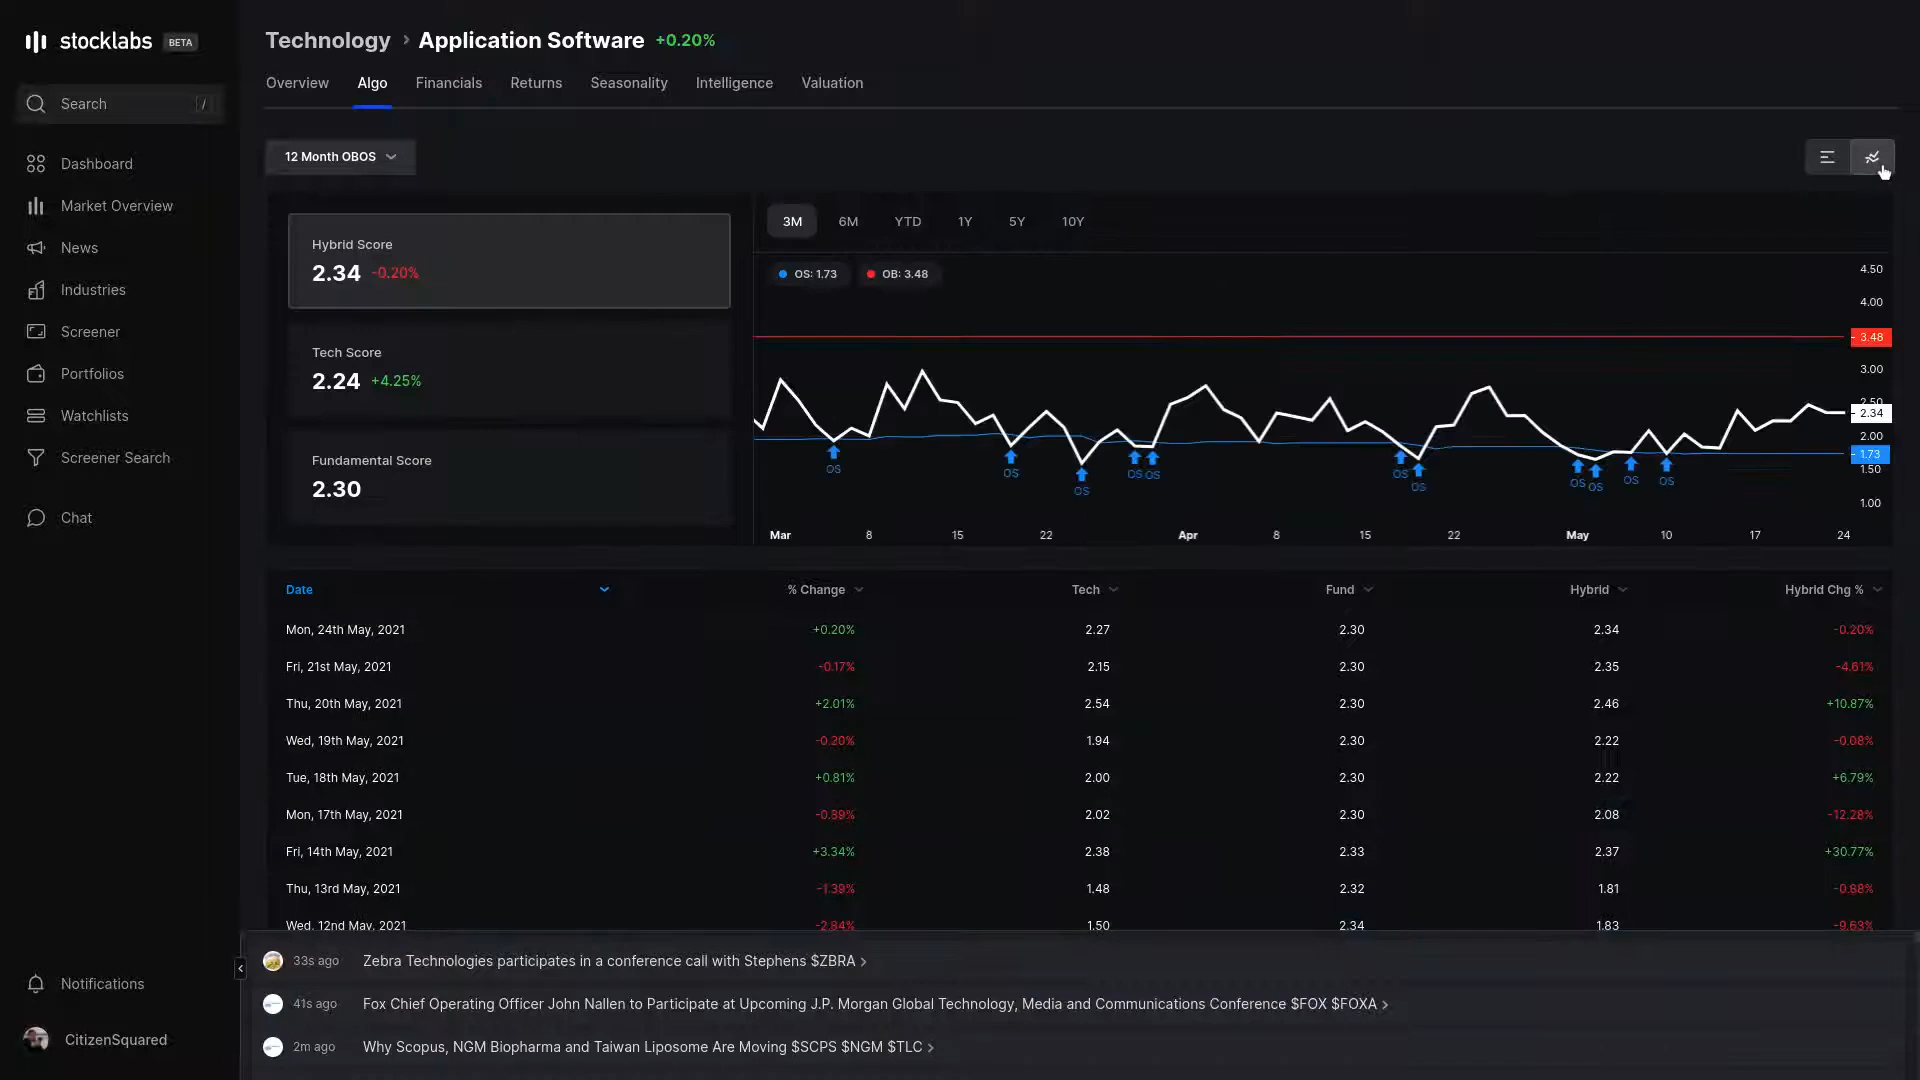 stocklabs BETA
Technology › Application Software +0.20%
Search /
Overview Algo Financials Returns Seasonality Intelligence Valuation
Dashboard
Market Overview
News
Industries
Screener
Portfolios
Watchlists
Screener Search
Chat
Notifications
CitizenSquared
12 Month OBOS
Hybrid Score
2.34 -0.20%
Tech Score
2.24 +4.25%
Fundamental Score
2.30
3M 6M YTD 1Y 5Y 10Y
OS: 1.73 OB: 3.48
4.50
4.00
3.48
3.00
2.50
2.34
2.00
1.73
1.50
1.00
OS OS OS OS OS OS OS OS OS OS OS
Mar 8 15 22 Apr 8 15 22 May 10 17 24
Date % Change Tech Fund Hybrid Hybrid Chg %
Mon, 24th May, 2021 +0.20% 2.27 2.30 2.34 -0.20%
Fri, 21st May, 2021 -0.17% 2.15 2.30 2.35 -4.61%
Thu, 20th May, 2021 +2.01% 2.54 2.30 2.46 +10.87%
Wed, 19th May, 2021 -0.20% 1.94 2.30 2.22 -0.08%
Tue, 18th May, 2021 +0.81% 2.00 2.30 2.22 +6.79%
Mon, 17th May, 2021 2.02 2.30 2.08 -12.28%
Fri, 14th May, 2021 +3.34% 2.38 2.33 2.37 +30.77%
Thu, 13rd May, 2021 -1.39% 1.48 2.32 1.81
Wed, 12nd May, 2021 -2.84% 1.50 2.34 1.83 -9.63%
33s ago Zebra Technologies participates in a conference call with Stephens $ZBRA ›
41s ago Fox Chief Operating Officer John Nallen to Participate at Upcoming J.P. Morgan Global Technology, Media and Communications Conference $FOX $FOXA ›
2m ago Why Scopus, NGM Biopharma and Taiwan Liposome Are Moving $SCPS $NGM $TLC ›